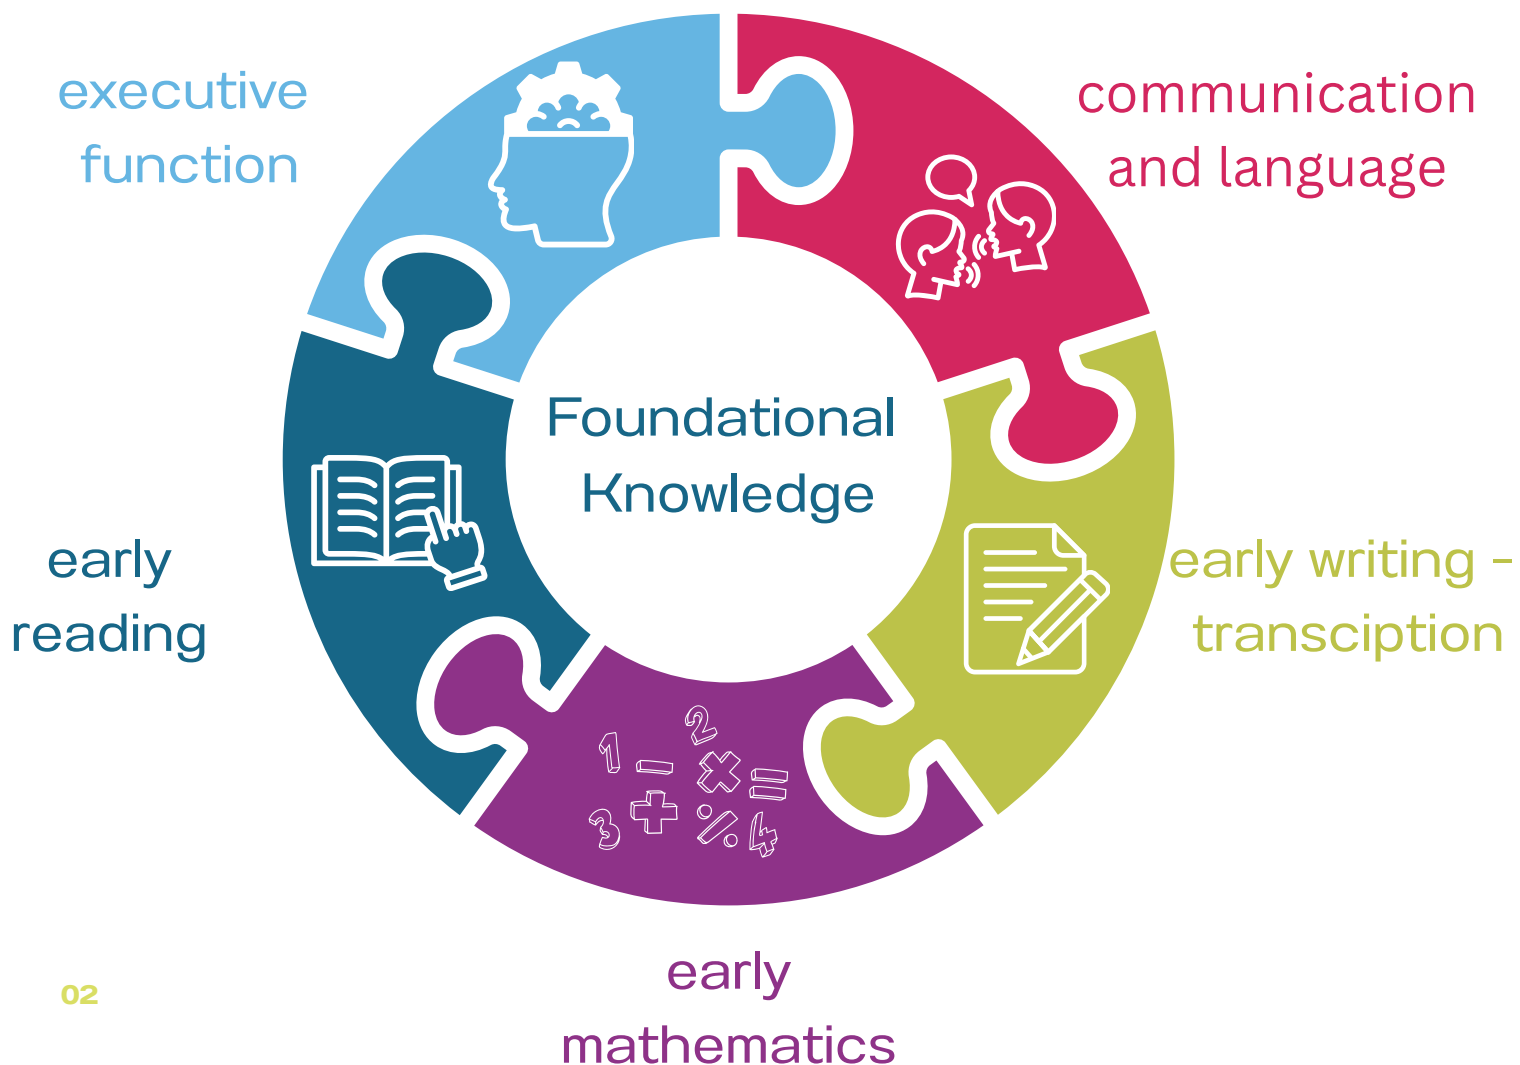 executive
function
communication
and language
Foundational
Knowledge
early
reading
early writing -
transciption
1
2
- × =
3 + % 4
early
mathematics
02